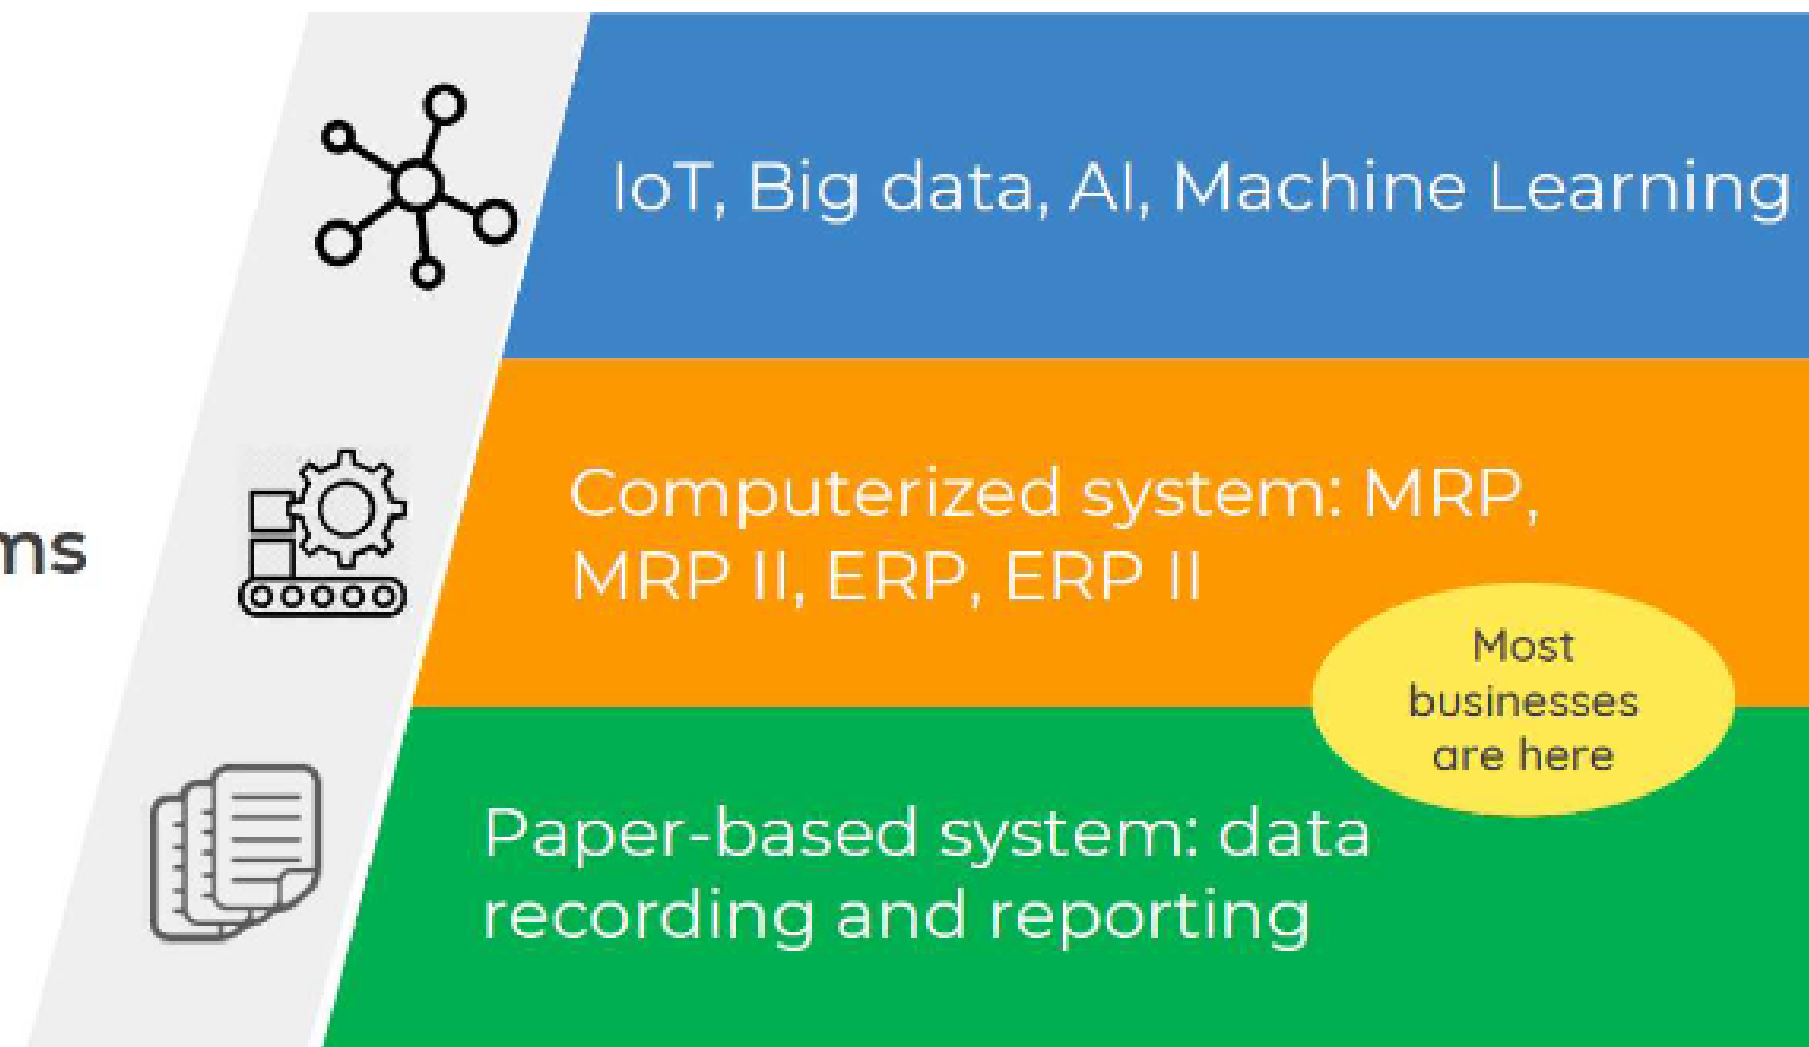 IoT, Big data, AI, Machine Learning
ms
Computerized system: MRP,
MRP II, ERP, ERP II
Most
businesses
are here
Paper-based system: data
recording and reporting